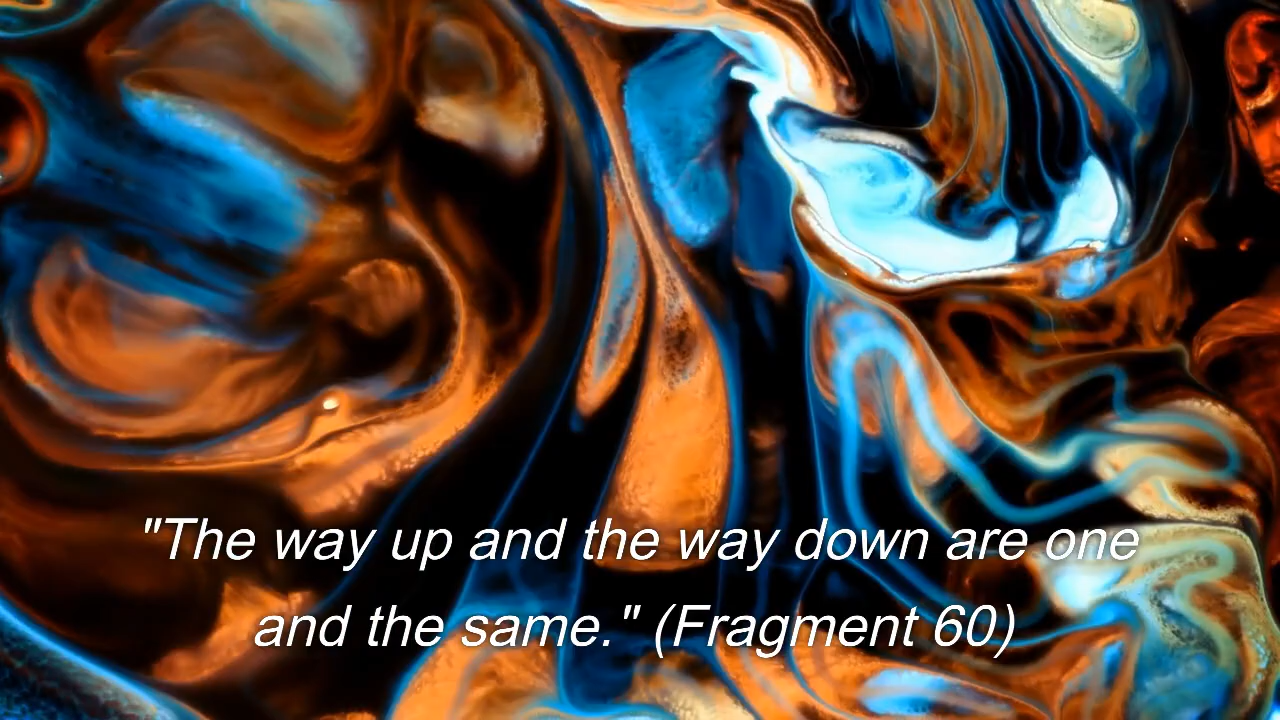 "The way up and the way down are one
and the same." (Fragment 60)